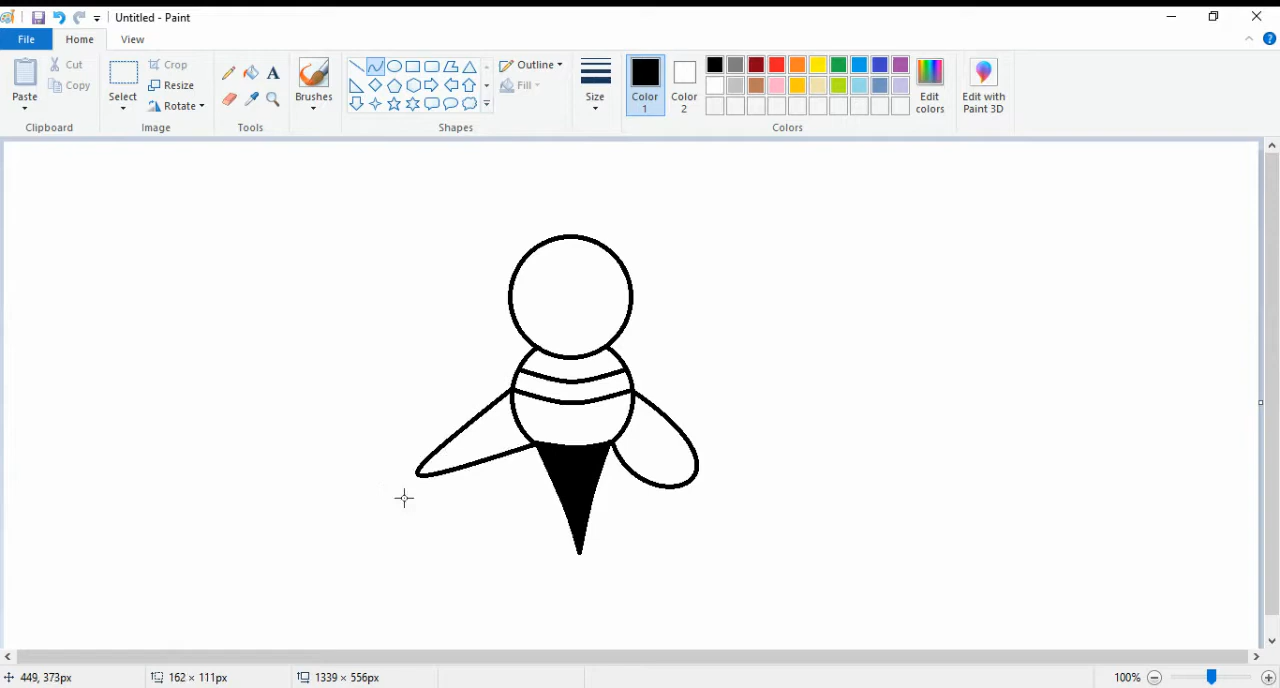 Untitled - Paint
File Home View
Paste
Cut
Copy
Clipboard
Select
Crop
Resize
Rotate
Image
A
Tools
Brushes
Outline
Fill
Shapes
Size
Color 1
Color 2
Edit colors
Colors
Edit with Paint 3D
449, 373px
162 × 111px
1339 × 556px
100%